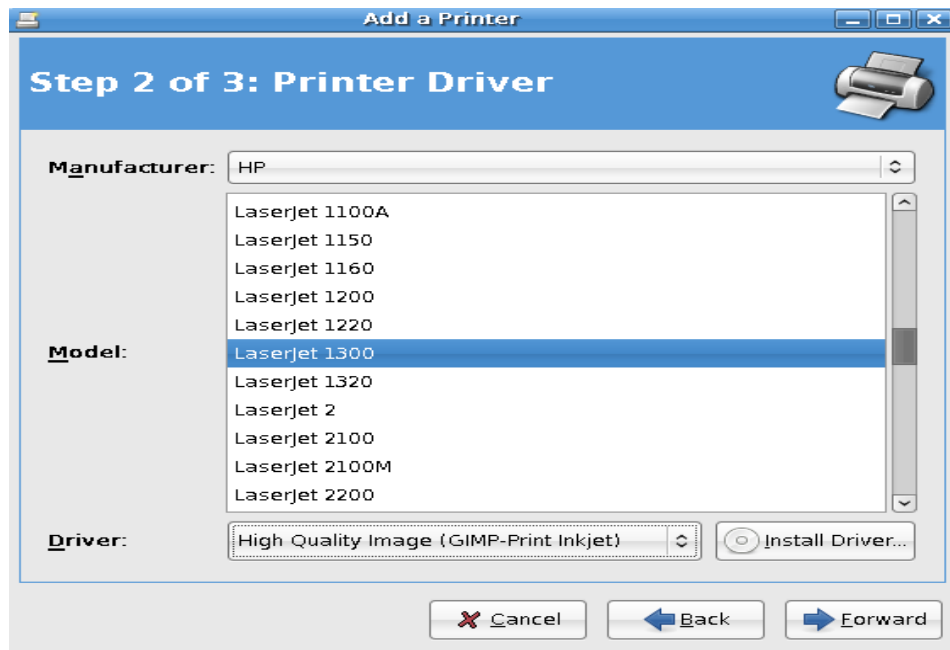 Add a Printer
Step 2 of 3: Printer Driver
Manufacturer: HP
LaserJet 1100A
LaserJet 1150
LaserJet 1160
LaserJet 1200
LaserJet 1220
Model: LaserJet 1300
LaserJet 1320
LaserJet 2
LaserJet 2100
LaserJet 2100M
LaserJet 2200
Driver: High Quality Image (GIMP-Print Inkjet) Install Driver...
Cancel Back Forward